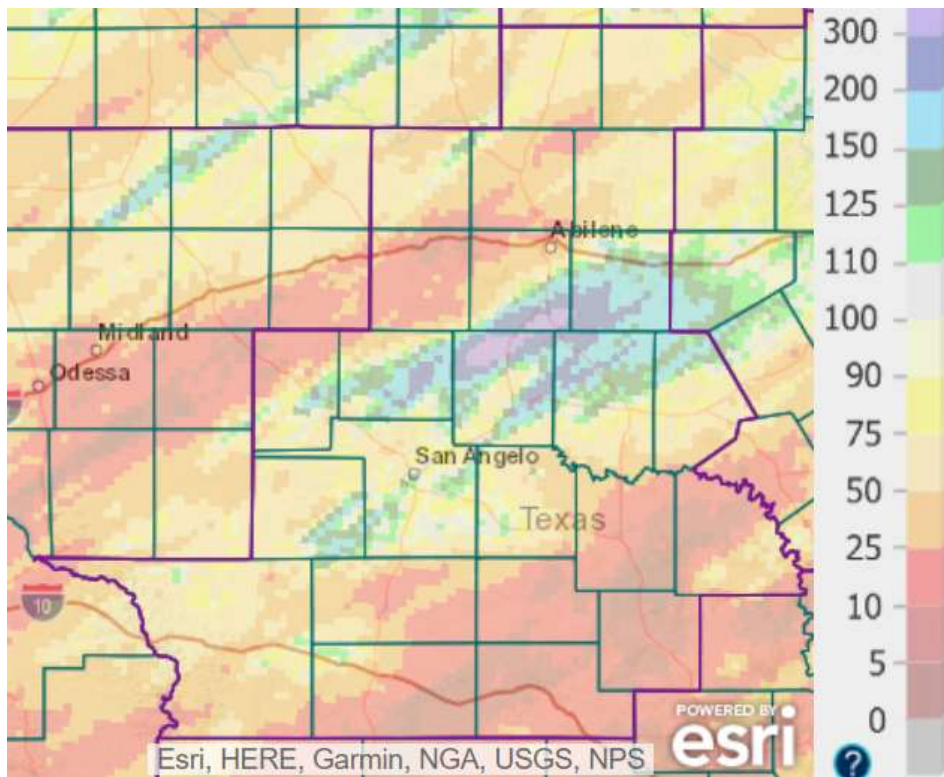 300
200
150
125
110
100
90
75
50
25
10
5
0
Abilene
Midland
Odessa
San Angelo
Texas
10
POWERED BY
esri
Esri, HERE, Garmin, NGA, USGS, NPS
?